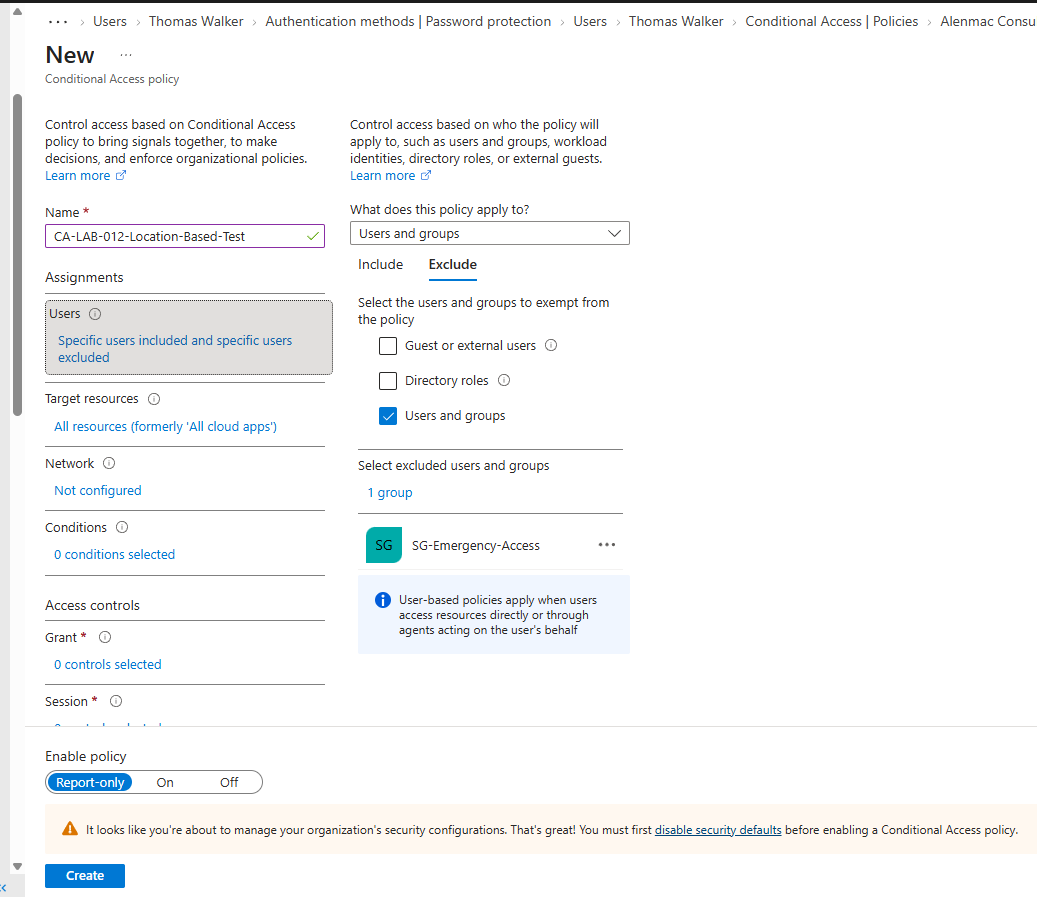 ··· > Users > Thomas Walker > Authentication methods | Password protection > Users > Thomas Walker > Conditional Access | Policies > Alenmac Consu
New ...
Conditional Access policy
Control access based on Conditional Access
policy to bring signals together, to make
decisions, and enforce organizational policies.
Learn more
Name *
CA-LAB-012-Location-Based-Test
Assignments
Users
Specific users included and specific users
excluded
Target resources
All resources (formerly 'All cloud apps')
Network
Not configured
Conditions
0 conditions selected
Access controls
Grant *
0 controls selected
Session *
Control access based on who the policy will
apply to, such as users and groups, workload
identities, directory roles, or external guests.
Learn more
What does this policy apply to?
Users and groups
Include Exclude
Select the users and groups to exempt from
the policy
Guest or external users
Directory roles
Users and groups
Select excluded users and groups
1 group
SG SG-Emergency-Access ...
User-based policies apply when users
access resources directly or through
agents acting on the user's behalf
Enable policy
Report-only On Off
It looks like you're about to manage your organization's security configurations. That's great! You must first disable security defaults before enabling a Conditional Access policy.
Create